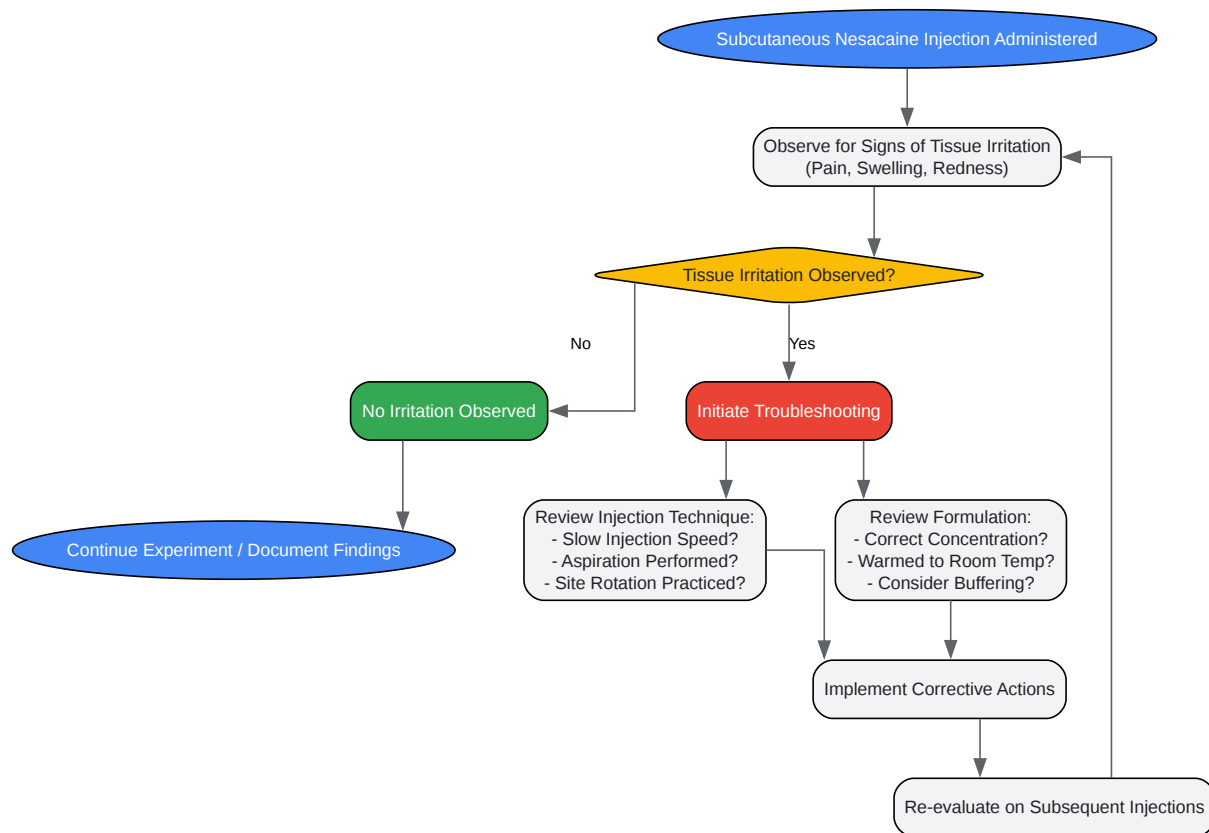 Subcutaneous Nesacaine Injection Administered
Observe for Signs of Tissue Irritation
(Pain, Swelling, Redness)
Tissue Irritation Observed?
No
Yes
No Irritation Observed
Initiate Troubleshooting
Review Injection Technique:
- Slow Injection Speed?
- Aspiration Performed?
- Site Rotation Practiced?
Review Formulation:
- Correct Concentration?
- Warmed to Room Temp?
- Consider Buffering?
Continue Experiment / Document Findings
Implement Corrective Actions
Re-evaluate on Subsequent Injections